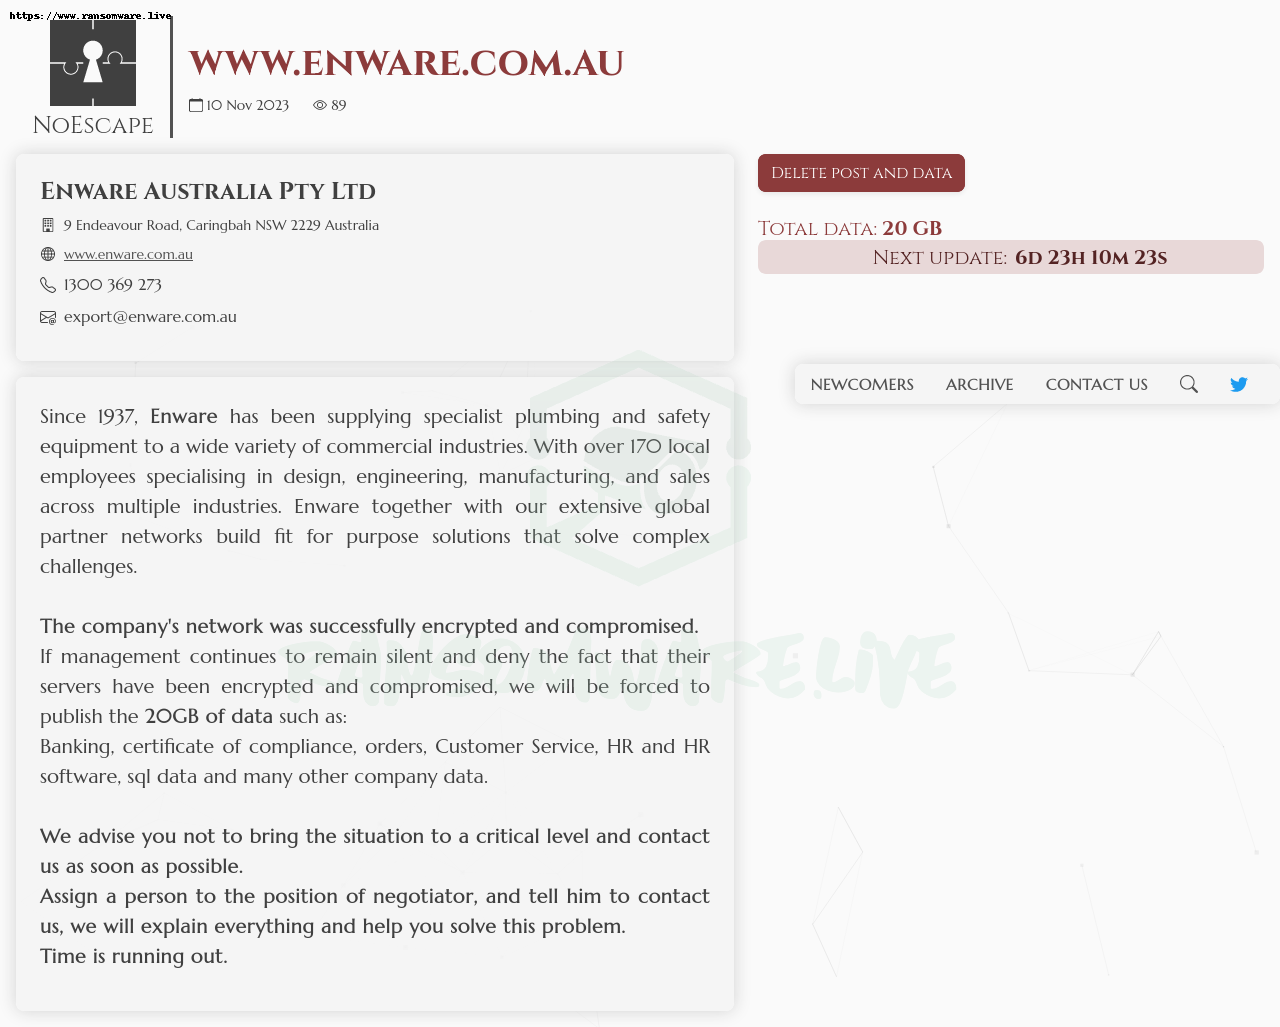 https://www.ransomware.live
NoEscape
www.enware.com.au
10 Nov 2023 89
Enware Australia Pty Ltd
9 Endeavour Road, Caringbah NSW 2229 Australia
www.enware.com.au
1300 369 273
export@enware.com.au
Delete post and data
Total data: 20 GB
Next update: 6d 23h 10m 23s
NEWCOMERS ARCHIVE CONTACT US
Since 1937, Enware has been supplying specialist plumbing and safety
equipment to a wide variety of commercial industries. With over 170 local
employees specialising in design, engineering, manufacturing, and sales
across multiple industries. Enware together with our extensive global
partner networks build fit for purpose solutions that solve complex
challenges.
The company's network was successfully encrypted and compromised.
If management continues to remain silent and deny the fact that their
servers have been encrypted and compromised, we will be forced to
publish the 20GB of data such as:
Banking, certificate of compliance, orders, Customer Service, HR and HR
software, sql data and many other company data.
We advise you not to bring the situation to a critical level and contact
us as soon as possible.
Assign a person to the position of negotiator, and tell him to contact
us, we will explain everything and help you solve this problem.
Time is running out.
RANSOMWARE.LIVE